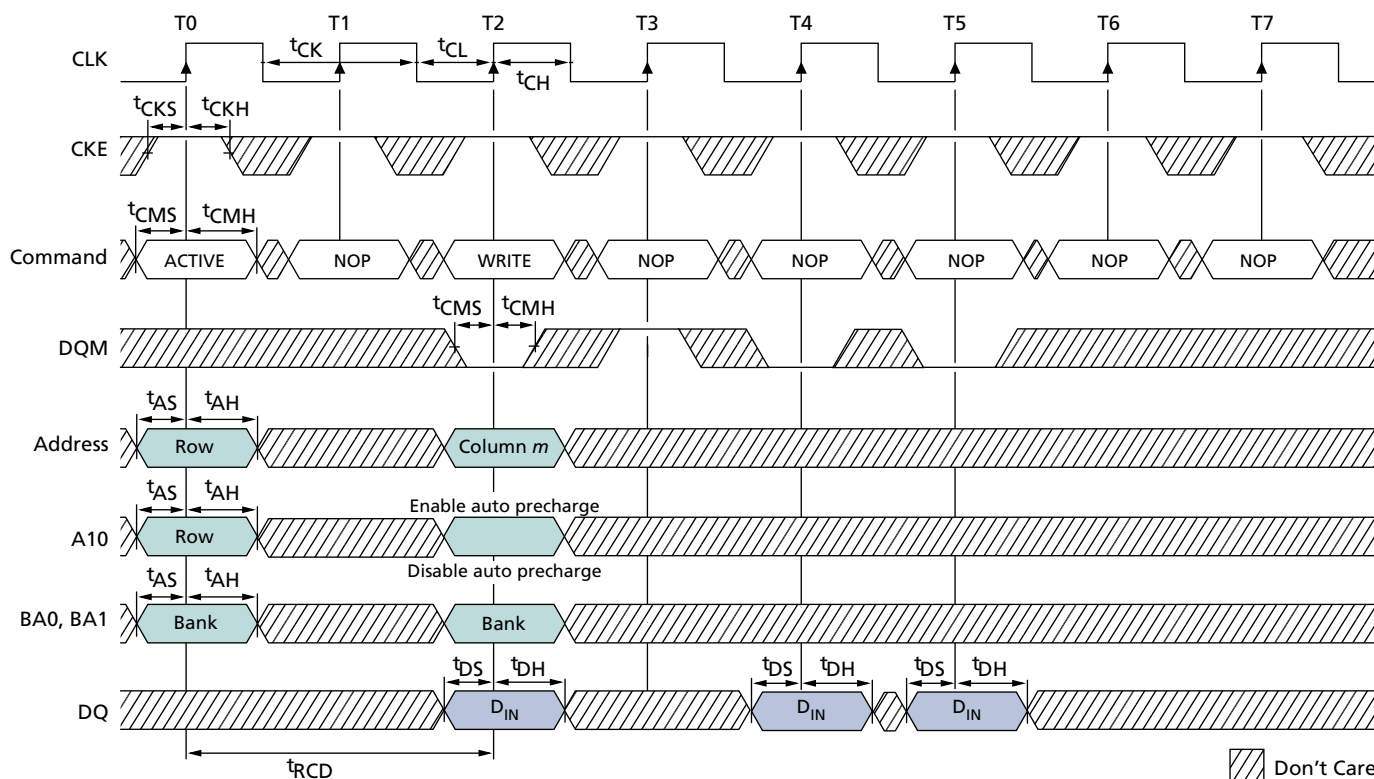 T0 T1 T2 T3 T4 T5 T6 T7
CLK tCK tCL
tCH
tCKS tCKH
CKE
tCMS tCMH
Command ACTIVE NOP WRITE NOP NOP NOP NOP NOP
tCMS tCMH
DQM
tAS tAH
Address Row Column m
tAS tAH Enable auto precharge
A10 Row
Disable auto precharge
tAS tAH
BA0, BA1 Bank Bank
tDS tDH tDS tDH tDS tDH
DQ DIN DIN DIN
tRCD
Don't Care